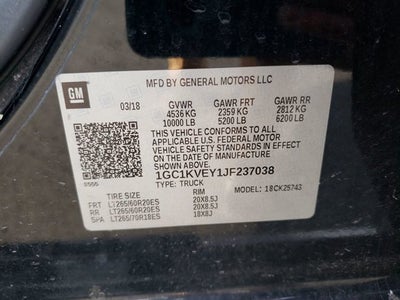 GM
MFD BY GENERAL MOTORS LLC
03/18 GVWR GAWR FRT GAWR RR
4536 KG 2359 KG 2812 KG
10000 LB 5200 LB 6200 LB
THIS VEHICLE CONFORMS TO ALL
APPLICABLE U.S. FEDERAL MOTOR
VEHICLE SAFETY STANDARDS IN EFFECT
ON THE DATE OF MANUFACTURE SHOWN ABOVE.
1GC1KVEY1JF237038
TYPE: TRUCK
MODEL: 18CK25743
TIRE SIZE RIM
FRT LT265/60R20ES 20X8.5J
RR LT265/60R20ES 20X8.5J
SPA LT265/70R18ES 18X8J